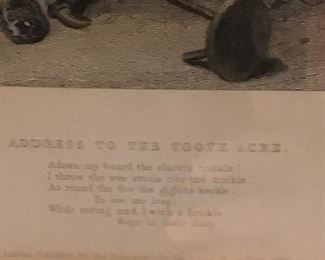 ADDRESS TO THE TOOTH ACHE.
Adown my beard the slavers trickle!
I throw the wee stools o'er the mickle
As round the fire the giglets keckle,
To see me loup;
While raving mad, I wish a heckle
Were in their doup
London, Published